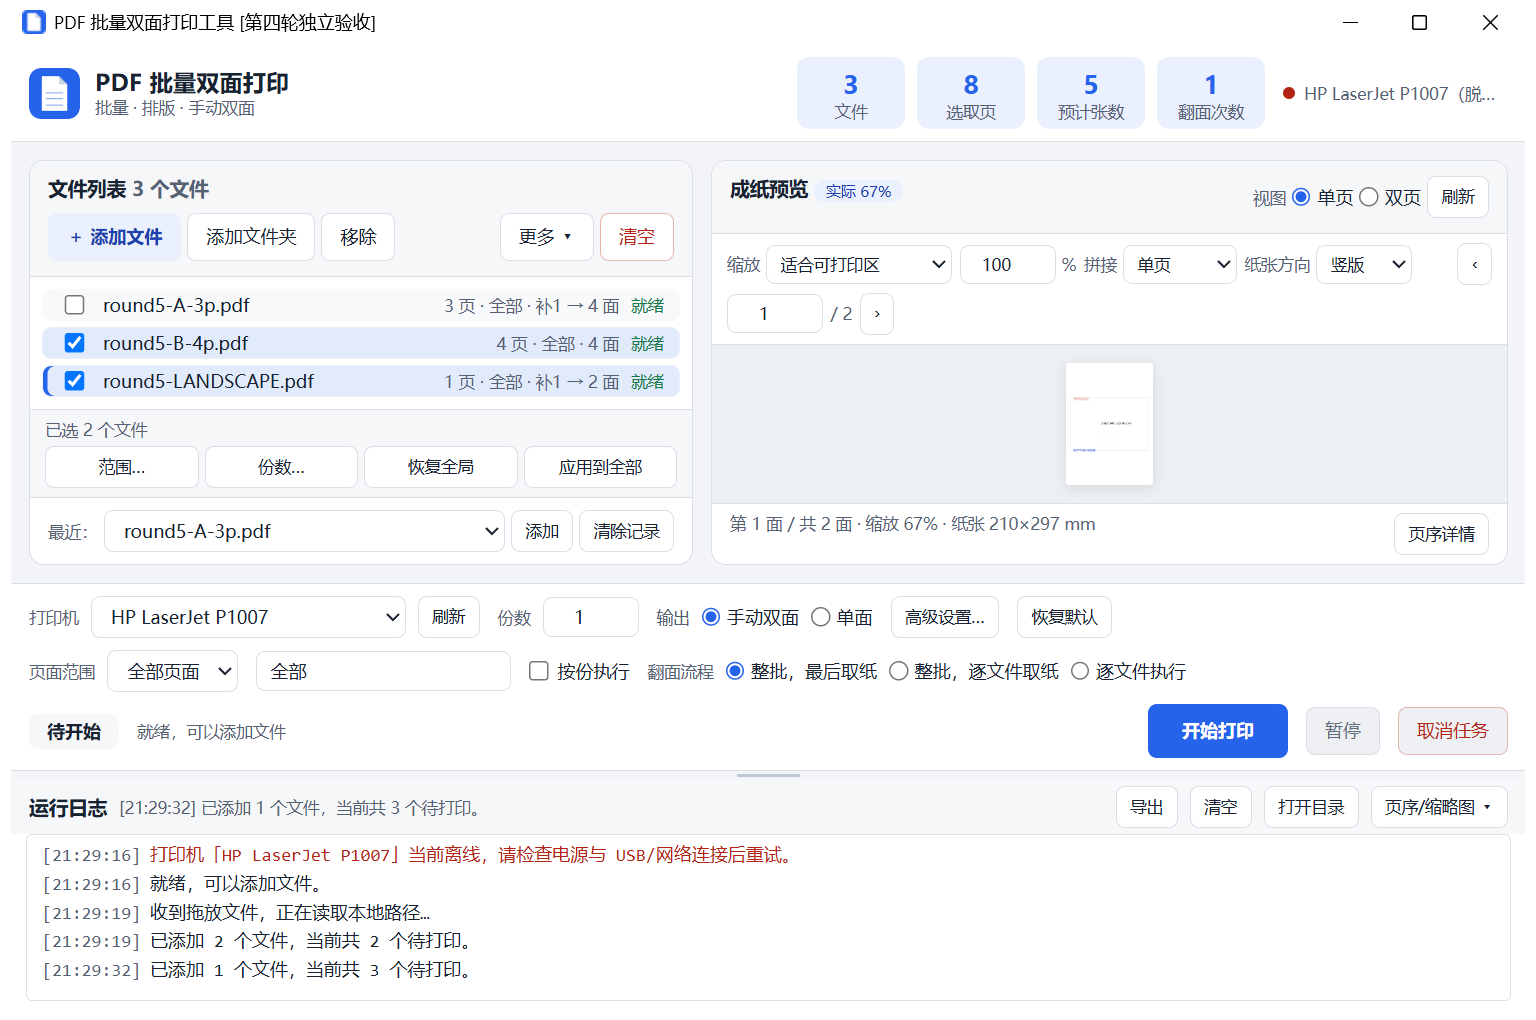 PDF 批量双面打印工具 [第四轮独立验收]
PDF 批量双面打印
批量 · 排版 · 手动双面
3
文件
8
选取页
5
预计张数
1
翻面次数
HP LaserJet P1007（脱...
文件列表 3 个文件
+ 添加文件 添加文件夹 移除 更多 ▾ 清空
round5-A-3p.pdf 3 页 · 全部 · 补1 → 4 面 就绪
round5-B-4p.pdf 4 页 · 全部 · 4 面 就绪
round5-LANDSCAPE.pdf 1 页 · 全部 · 补1 → 2 面 就绪
已选 2 个文件
范围... 份数... 恢复全局 应用到全部
最近： round5-A-3p.pdf 添加 清除记录
成纸预览 实际 67%
视图 单页 双页 刷新
缩放 适合可打印区 100 % 拼接 单页 纸张方向 竖版 ‹
1 / 2 ›
第 1 面 / 共 2 面 · 缩放 67% · 纸张 210×297 mm
页序详情
打印机 HP LaserJet P1007 刷新 份数 1 输出 手动双面 单面 高级设置... 恢复默认
页面范围 全部页面 全部 按份执行 翻面流程 整批，最后取纸 整批，逐文件取纸 逐文件执行
待开始 就绪，可以添加文件 开始打印 暂停 取消任务
运行日志 [21:29:32] 已添加 1 个文件，当前共 3 个待打印。 导出 清空 打开目录 页序/缩略图 ▾
[21:29:16] 打印机「HP LaserJet P1007」当前离线，请检查电源与 USB/网络连接后重试。
[21:29:16] 就绪，可以添加文件。
[21:29:19] 收到拖放文件，正在读取本地路径…
[21:29:19] 已添加 2 个文件，当前共 2 个待打印。
[21:29:32] 已添加 1 个文件，当前共 3 个待打印。